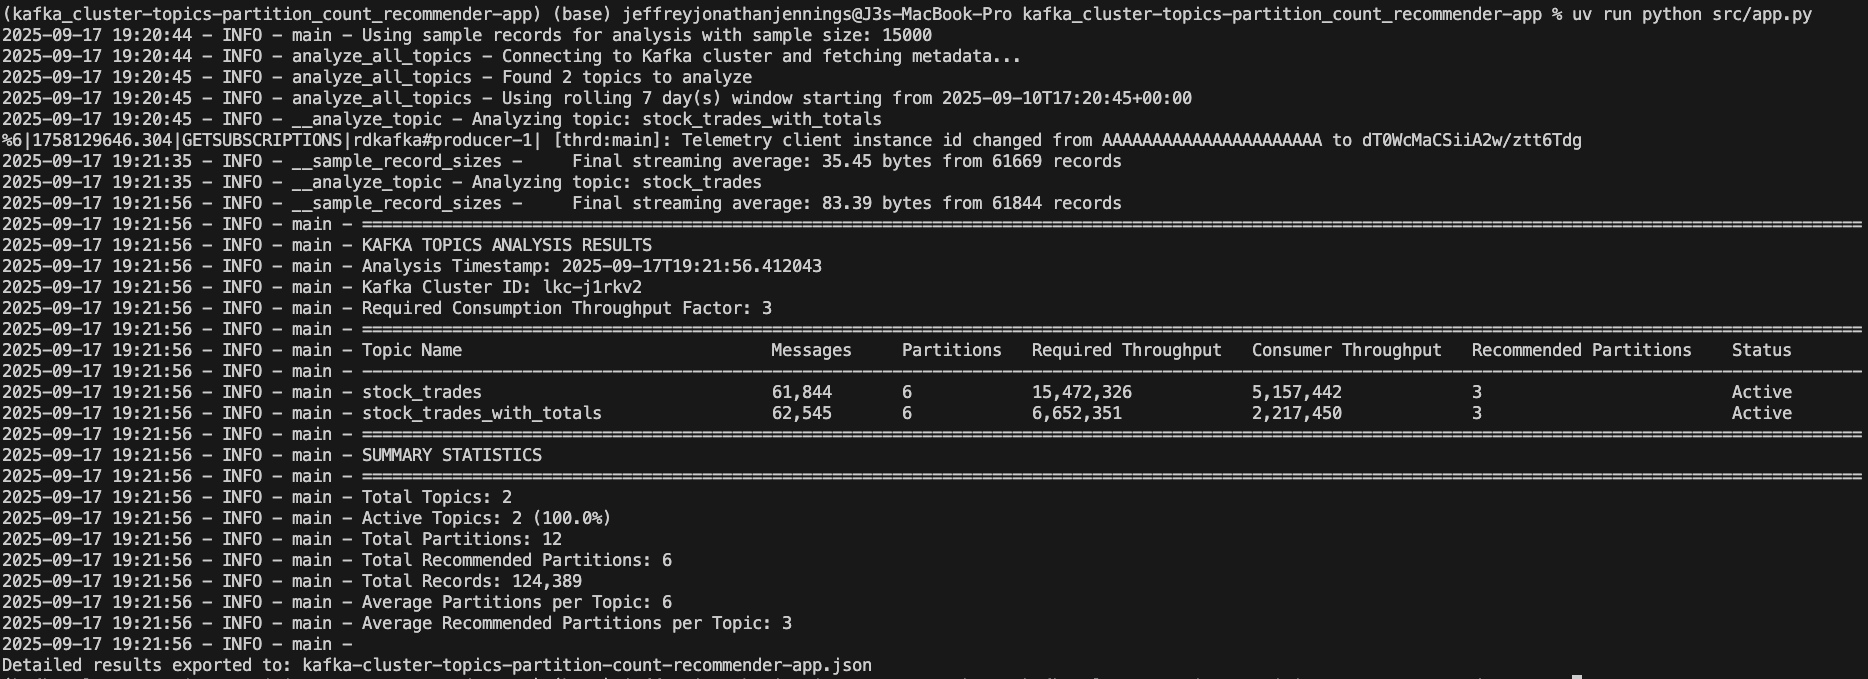 (kafka_cluster-topics-partition_count_recommender-app) (base) jeffreyjonathanjennings@J3s-MacBook-Pro kafka_cluster-topics-partition_count_recommender-app % uv run python src/app.py
2025-09-17 19:20:44 - INFO - main - Using sample records for analysis with sample size: 15000
2025-09-17 19:20:44 - INFO - analyze_all_topics - Connecting to Kafka cluster and fetching metadata...
2025-09-17 19:20:45 - INFO - analyze_all_topics - Found 2 topics to analyze
2025-09-17 19:20:45 - INFO - analyze_all_topics - Using rolling 7 day(s) window starting from 2025-09-10T17:20:45+00:00
2025-09-17 19:20:45 - INFO - __analyze_topic - Analyzing topic: stock_trades_with_totals
%6|1758129646.304|GETSUBSCRIPTIONS|rdkafka#producer-1| [thrd:main]: Telemetry client instance id changed from AAAAAAAAAAAAAAAAAAAAAA to dT0WcMaCSiiA2w/ztt6Tdg
2025-09-17 19:21:35 - INFO - __sample_record_sizes -     Final streaming average: 35.45 bytes from 61669 records
2025-09-17 19:21:35 - INFO - __analyze_topic - Analyzing topic: stock_trades
2025-09-17 19:21:56 - INFO - __sample_record_sizes -     Final streaming average: 83.39 bytes from 61844 records
2025-09-17 19:21:56 - INFO - main - ======================================================================================================================================================
2025-09-17 19:21:56 - INFO - main - KAFKA TOPICS ANALYSIS RESULTS
2025-09-17 19:21:56 - INFO - main - Analysis Timestamp: 2025-09-17T19:21:56.412043
2025-09-17 19:21:56 - INFO - main - Kafka Cluster ID: lkc-j1rkv2
2025-09-17 19:21:56 - INFO - main - Required Consumption Throughput Factor: 3
2025-09-17 19:21:56 - INFO - main - ======================================================================================================================================================
2025-09-17 19:21:56 - INFO - main - Topic Name                               Messages     Partitions   Required Throughput   Consumer Throughput   Recommended Partitions    Status
2025-09-17 19:21:56 - INFO - main - ------------------------------------------------------------------------------------------------------------------------------------------------------
2025-09-17 19:21:56 - INFO - main - stock_trades                             61,844       6            15,472,326            5,157,442             3                         Active
2025-09-17 19:21:56 - INFO - main - stock_trades_with_totals                 62,545       6            6,652,351             2,217,450             3                         Active
2025-09-17 19:21:56 - INFO - main - ======================================================================================================================================================
2025-09-17 19:21:56 - INFO - main - SUMMARY STATISTICS
2025-09-17 19:21:56 - INFO - main - ======================================================================================================================================================
2025-09-17 19:21:56 - INFO - main - Total Topics: 2
2025-09-17 19:21:56 - INFO - main - Active Topics: 2 (100.0%)
2025-09-17 19:21:56 - INFO - main - Total Partitions: 12
2025-09-17 19:21:56 - INFO - main - Total Recommended Partitions: 6
2025-09-17 19:21:56 - INFO - main - Total Records: 124,389
2025-09-17 19:21:56 - INFO - main - Average Partitions per Topic: 6
2025-09-17 19:21:56 - INFO - main - Average Recommended Partitions per Topic: 3
2025-09-17 19:21:56 - INFO - main -
Detailed results exported to: kafka-cluster-topics-partition-count-recommender-app.json